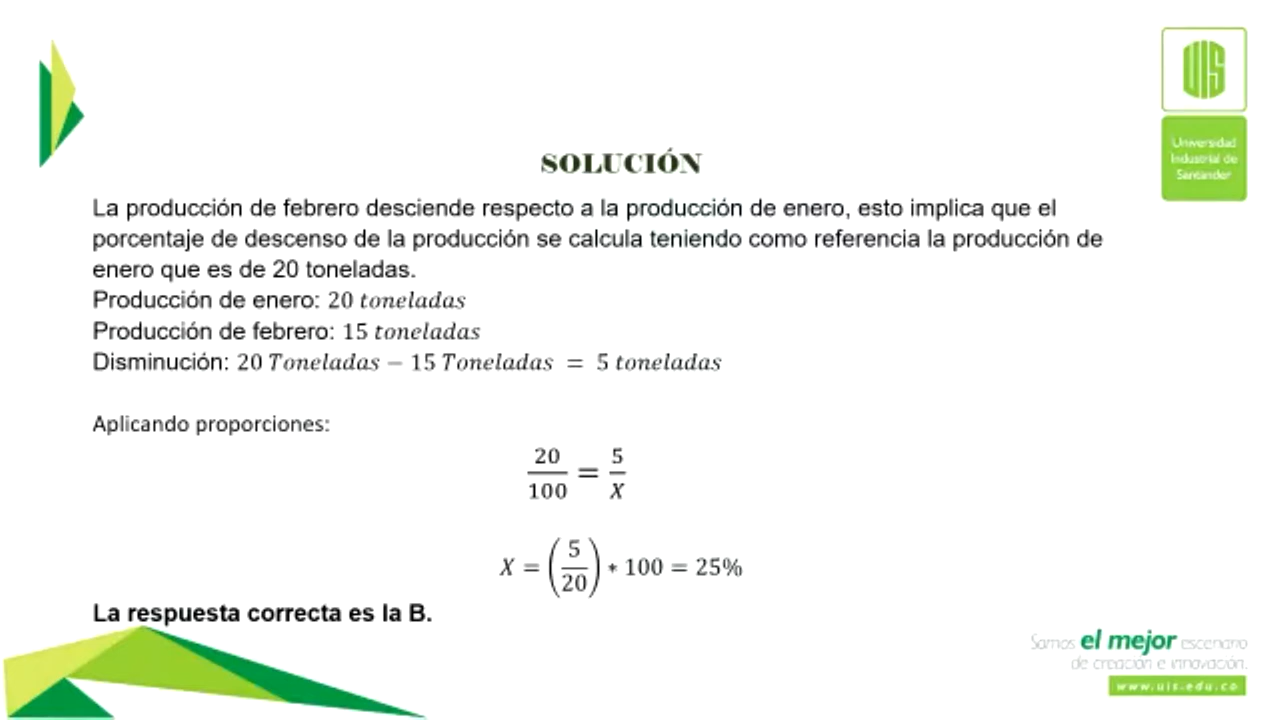 UIS
Universidad
Industrial de
Santander
SOLUCIÓN
La producción de febrero desciende respecto a la producción de enero, esto implica que el
porcentaje de descenso de la producción se calcula teniendo como referencia la producción de
enero que es de 20 toneladas.
Producción de enero: 20 toneladas
Producción de febrero: 15 toneladas
Disminución: 20 Toneladas − 15 Toneladas = 5 toneladas
Aplicando proporciones:
20/100 = 5/X
X = (5/20) * 100 = 25%
La respuesta correcta es la B.
Somos el mejor escenario
de creación e innovación.
www.uis.edu.co